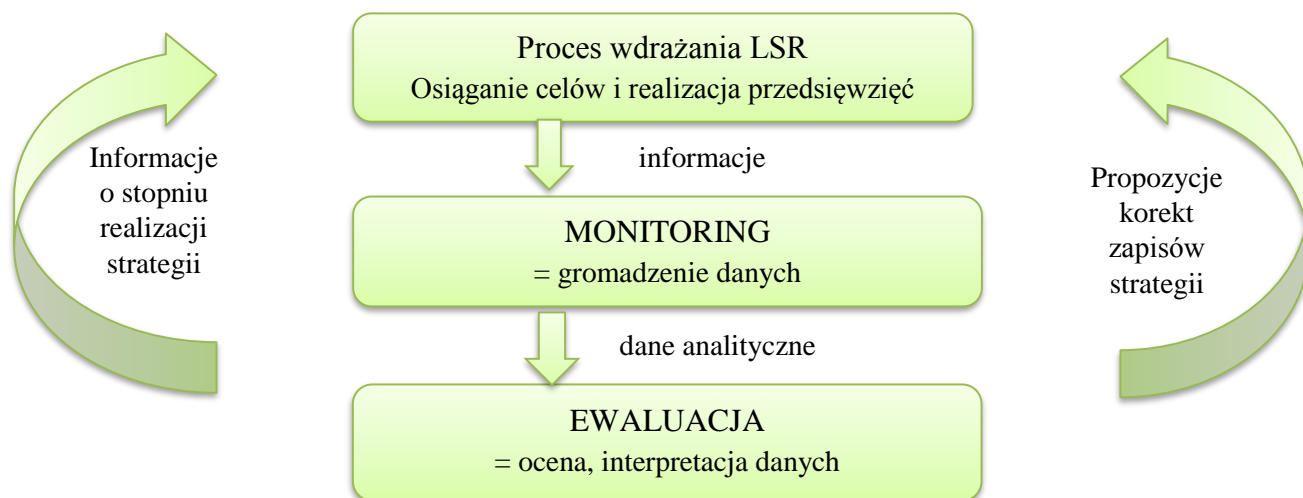 Proces wdrażania LSR
Osiąganie celów i realizacja przedsięwzięć
informacje
Informacje
o stopniu
realizacji
strategii
Propozycje
korekt
zapisów
strategii
MONITORING
= gromadzenie danych
dane analityczne
EWALUACJA
= ocena, interpretacja danych